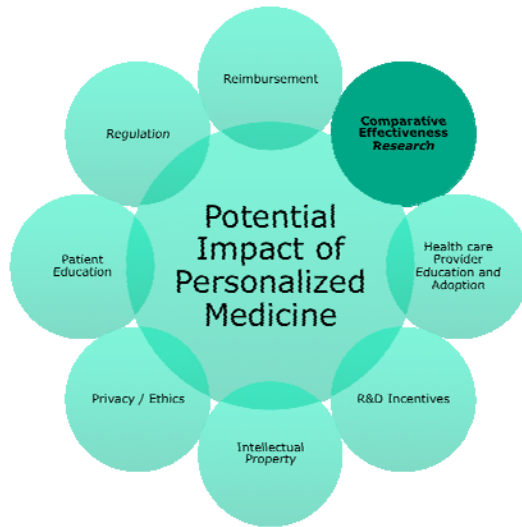 Reimbursement
Comparative
Effectiveness
Research
Regulation
Potential
Impact of
Personalized
Medicine
Patient
Education
Health care
Provider
Education and
Adoption
Privacy / Ethics
R&D Incentives
Intellectual
Property